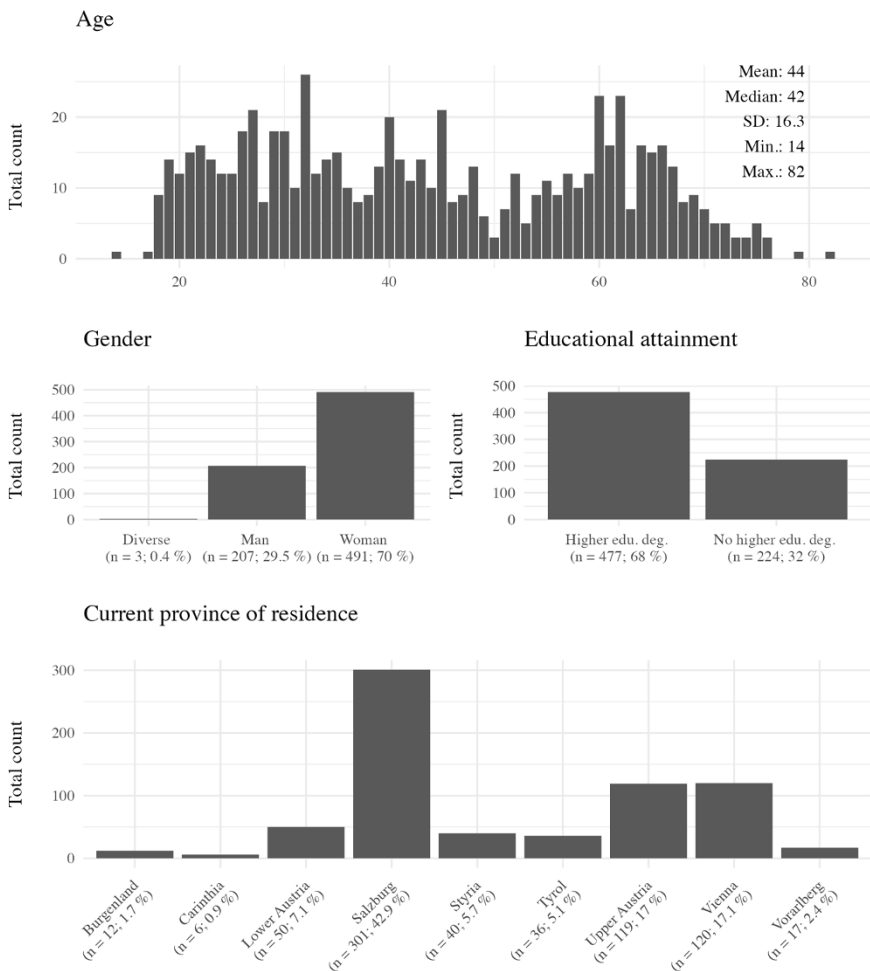 Age
Total count
20
10
0
Mean: 44
Median: 42
SD: 16.3
Min.: 14
Max.: 82
20 40 60 80
Gender
Total count
500
400
300
200
100
0
Diverse
(n = 3; 0.4 %)
Man
(n = 207; 29.5 %)
Woman
(n = 491; 70 %)
Educational attainment
Total count
500
400
300
200
100
0
Higher edu. deg.
(n = 477; 68 %)
No higher edu. deg.
(n = 224; 32 %)
Current province of residence
Total count
300
200
100
0
Burgenland
(n = 12; 1.7 %)
Carinthia
(n = 6; 0.9 %)
Lower Austria
(n = 50; 7.1 %)
Salzburg
(n = 301; 42.9 %)
Styria
(n = 40; 5.7 %)
Tyrol
(n = 36; 5.1 %)
Upper Austria
(n = 119; 17 %)
Vienna
(n = 120; 17.1 %)
Vorarlberg
(n = 17; 2.4 %)